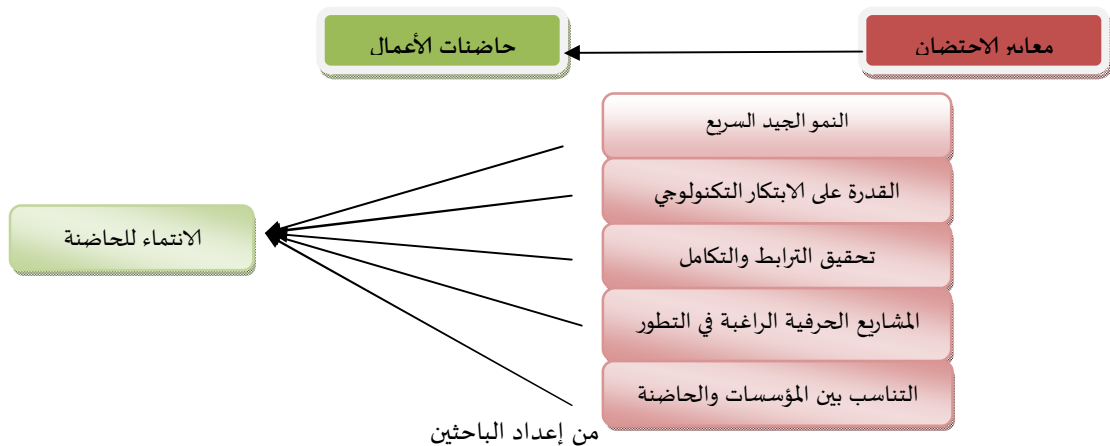 معايير الاحتضان
حاضنات الأعمال
النمو الجيد السريع
القدرة على الابتكار التكنولوجي
الانتماء للحاضنة
تحقيق الترابط والتكامل
المشاريع الحرفية الراغبة في التطور
التناسب بين المؤسسات والحاضنة
من إعداد الباحثين